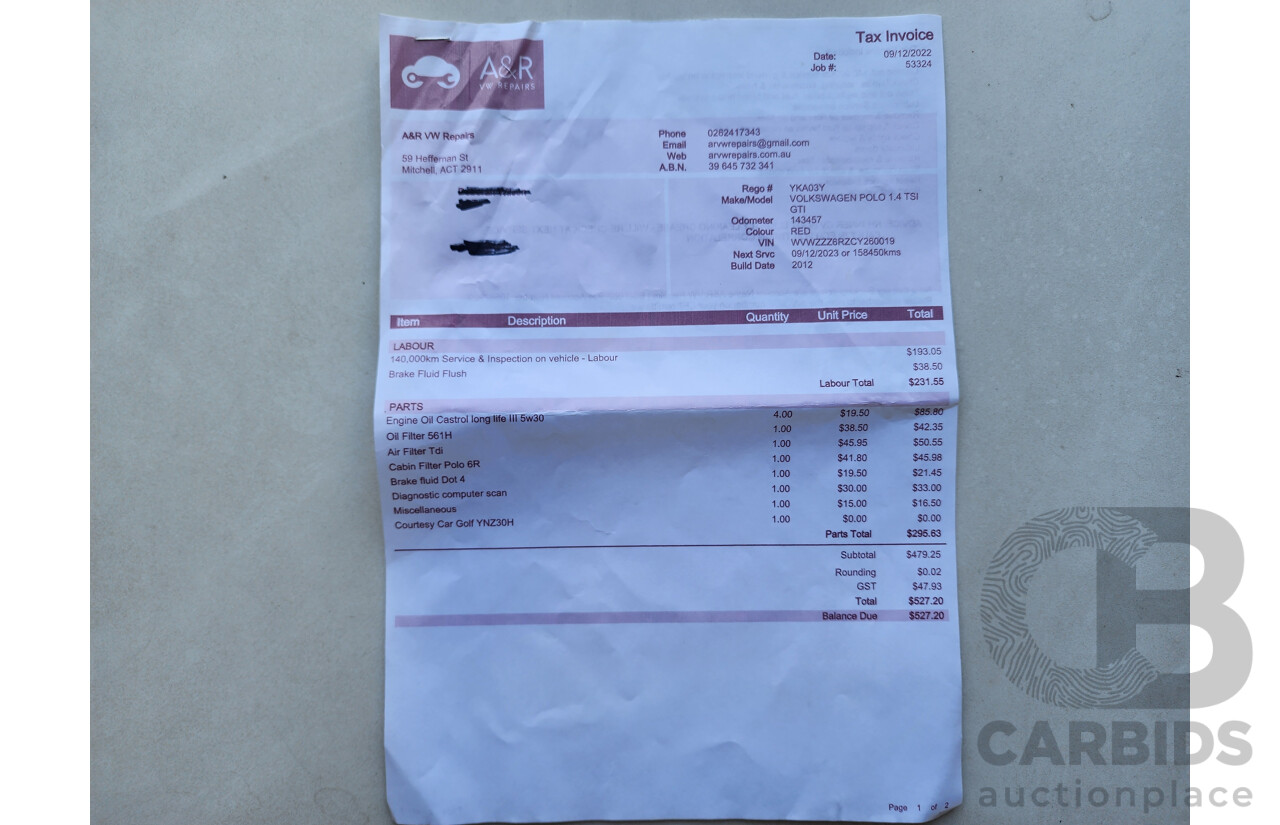 A&R
VW REPAIRS
Tax Invoice
Date: 09/12/2022
Job #: 53324
A&R VW Repairs
59 Heffernan St
Mitchell, ACT 2911
Phone 0262417343
Email arvwrepairs@gmail.com
Web arvwrepairs.com.au
A.B.N. 39 645 732 341
Rego # YKA03Y
Make/Model VOLKSWAGEN POLO 1.4 TSI
GTI
Odometer 143457
Colour RED
VIN WVWZZZ6RZCY260019
Next Srvc 09/12/2023 or 158450kms
Build Date 2012
Item Description Quantity Unit Price Total
LABOUR
140,000km Service & Inspection on vehicle - Labour $193.05
Brake Fluid Flush $38.50
Labour Total $231.55
PARTS
Engine Oil Castrol long life III 5w30 4.00 $19.50 $85.80
Oil Filter 561H 1.00 $38.50 $42.35
Air Filter Tdi 1.00 $45.95 $50.55
Cabin Filter Polo 6R 1.00 $41.80 $45.98
Brake fluid Dot 4 1.00 $19.50 $21.45
Diagnostic computer scan 1.00 $30.00 $33.00
Miscellaneous 1.00 $15.00 $16.50
Courtesy Car Golf YNZ30H 1.00 $0.00 $0.00
Parts Total $295.63
Subtotal $479.25
Rounding $0.02
GST $47.93
Total $527.20
Balance Due $527.20
Page 1 of 2
CB
CARBIDS
auctionplace